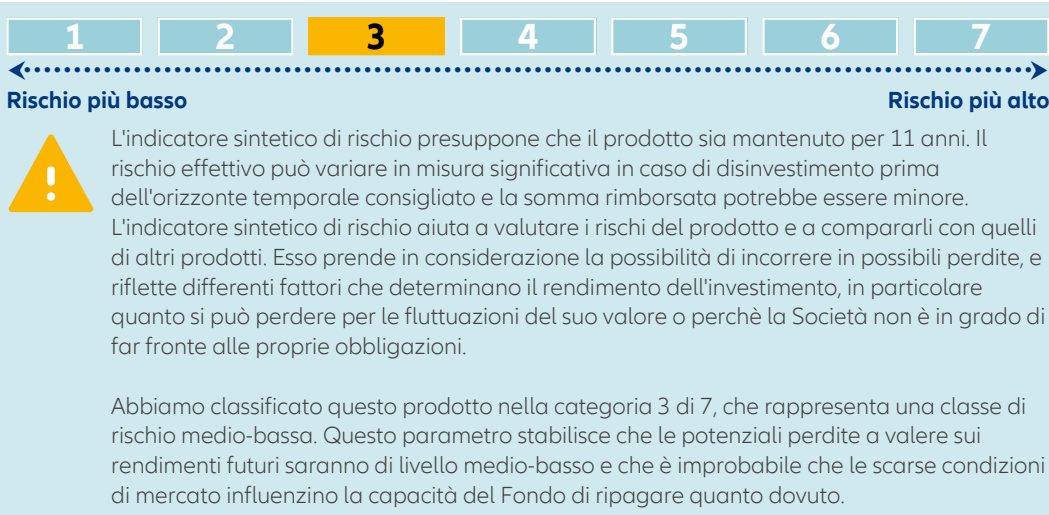 1 2 3 4 5 6 7
Rischio più basso Rischio più alto
L'indicatore sintetico di rischio presuppone che il prodotto sia mantenuto per 11 anni. Il
rischio effettivo può variare in misura significativa in caso di disinvestimento prima
dell'orizzonte temporale consigliato e la somma rimborsata potrebbe essere minore.
L'indicatore sintetico di rischio aiuta a valutare i rischi del prodotto e a compararli con quelli
di altri prodotti. Esso prende in considerazione la possibilità di incorrere in possibili perdite, e
riflette differenti fattori che determinano il rendimento dell'investimento, in particolare
quanto si può perdere per le fluttuazioni del suo valore o perchè la Società non è in grado di
far fronte alle proprie obbligazioni.
Abbiamo classificato questo prodotto nella categoria 3 di 7, che rappresenta una classe di
rischio medio-bassa. Questo parametro stabilisce che le potenziali perdite a valere sui
rendimenti futuri saranno di livello medio-basso e che è improbabile che le scarse condizioni
di mercato influenzino la capacità del Fondo di ripagare quanto dovuto.